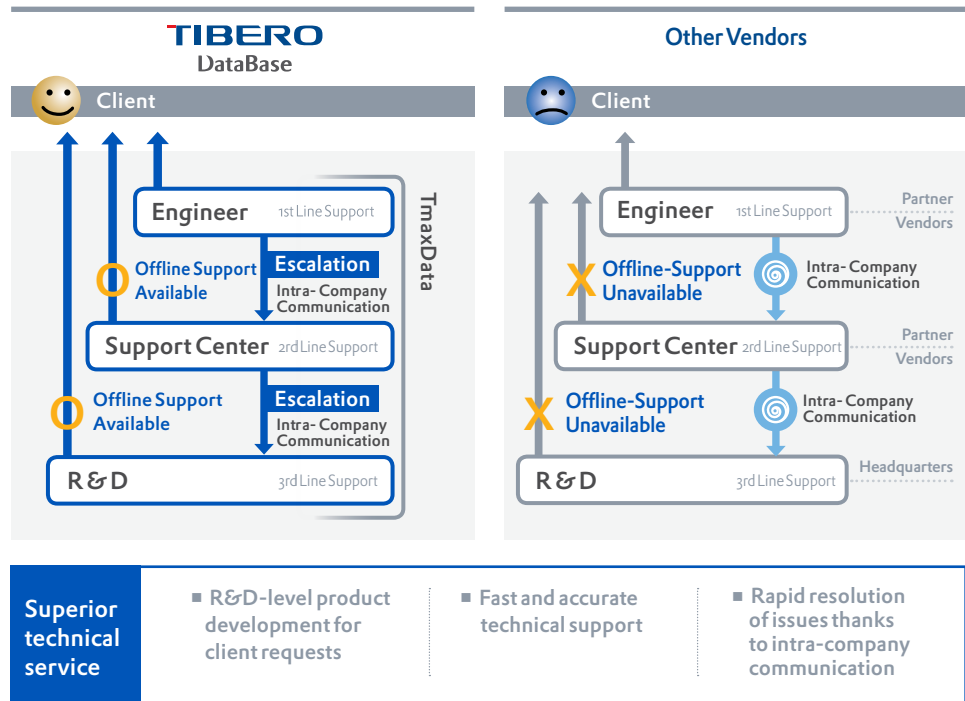 TIBERO
DataBase
Client
Engineer 1st Line Support
Offline Support
Available
Escalation
Intra- Company
Communication
Support Center 2rd Line Support
Offline Support
Available
Escalation
Intra- Company
Communication
R & D 3rd Line Support
TmaxData
Other Vendors
Client
Engineer 1st Line Support
Partner
Vendors
X
Offline-Support
Unavailable
Intra- Company
Communication
Support Center 2rd Line Support
Partner
Vendors
X
Offline-Support
Unavailable
Intra- Company
Communication
R & D 3rd Line Support
Headquarters
Superior
technical
service
■ R&D-level product
development for
client requests
■ Fast and accurate
technical support
■ Rapid resolution
of issues thanks
to intra-company
communication